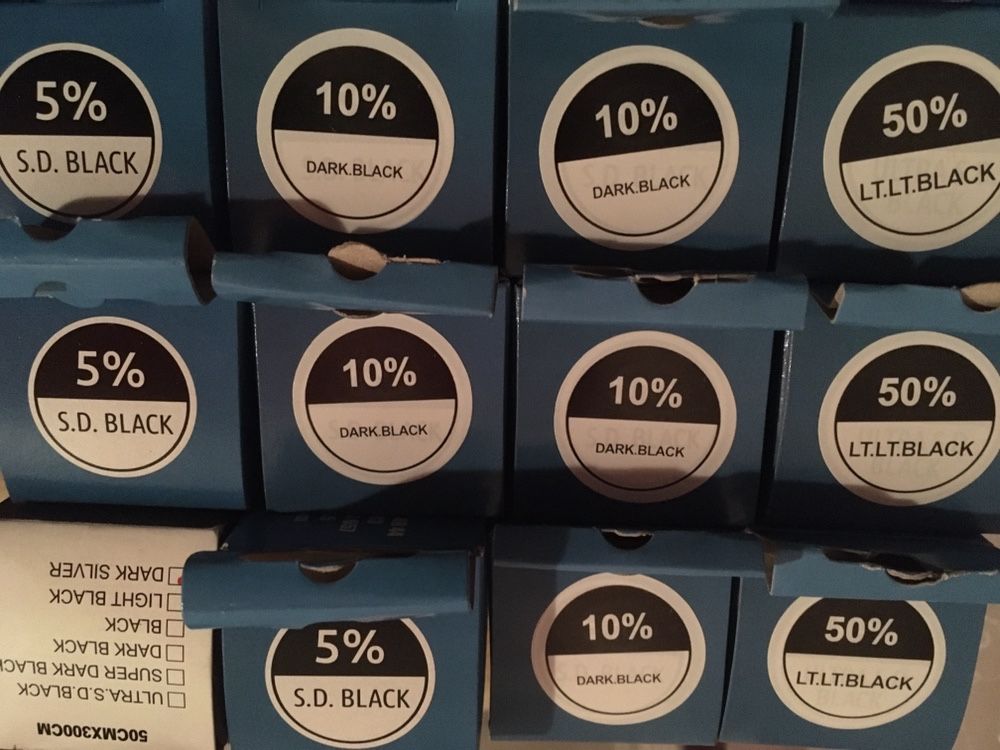 5%
S.D. BLACK
10%
DARK.BLACK
10%
DARK.BLACK
50%
LT.LT.BLACK
5%
S.D. BLACK
10%
DARK.BLACK
10%
DARK.BLACK
50%
LT.LT.BLACK
50CMX300CM
ULTRA.S.D.BLACK
SUPER DARK BLACK
DARK BLACK
BLACK
LIGHT BLACK
DARK SILVER
5%
S.D. BLACK
10%
DARK.BLACK
50%
LT.LT.BLACK